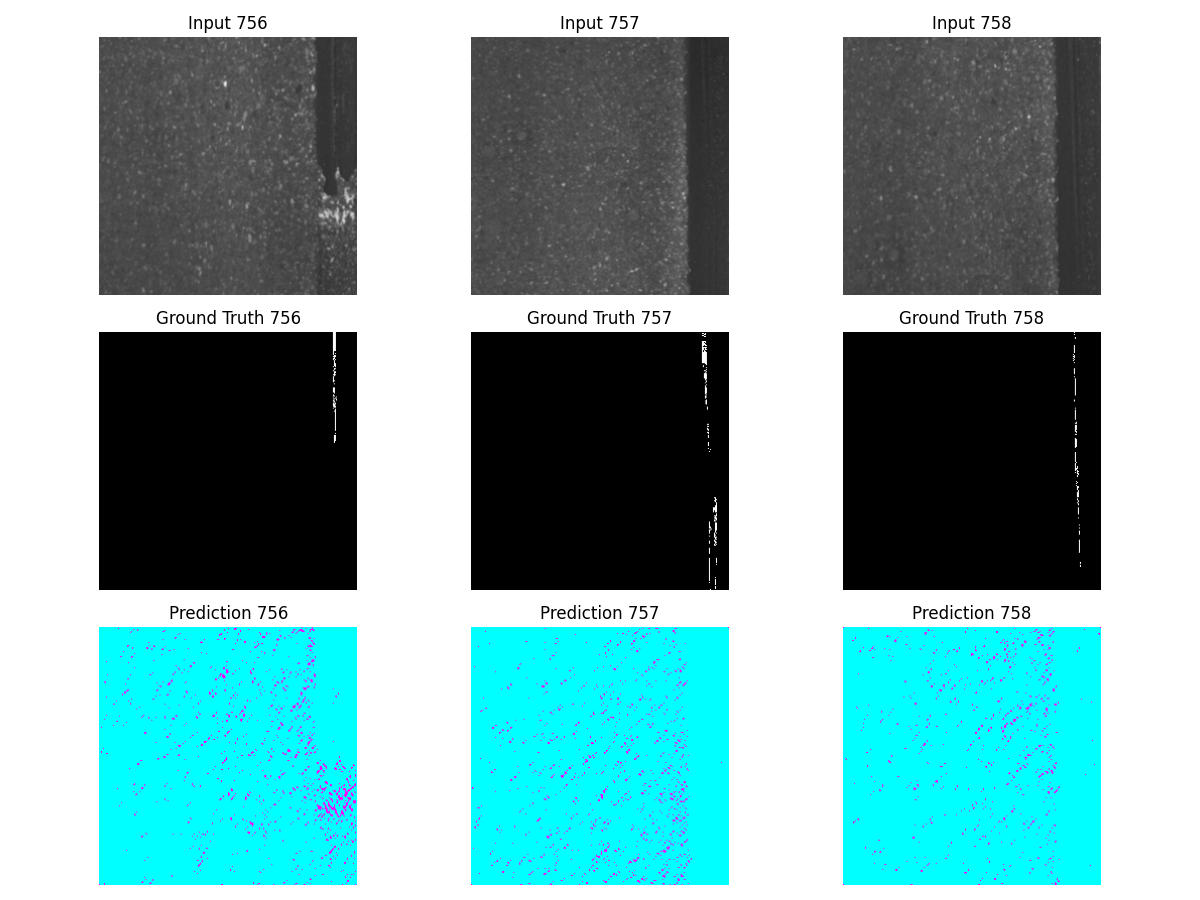 Input 756
Input 757
Input 758
Ground Truth 756
Ground Truth 757
Ground Truth 758
Prediction 756
Prediction 757
Prediction 758